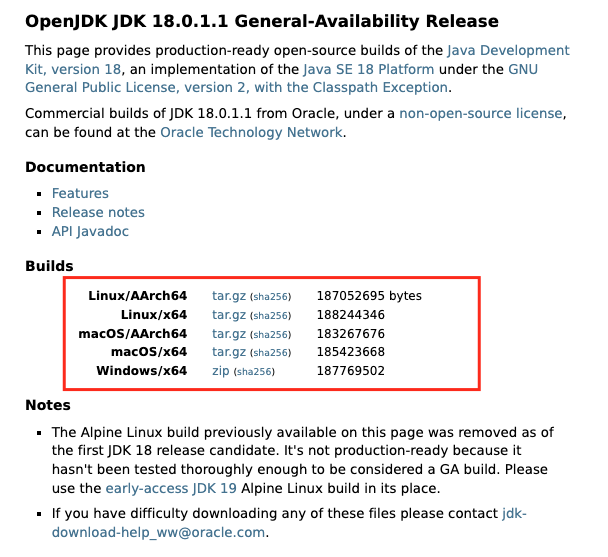 OpenJDK JDK 18.0.1.1 General-Availability Release
This page provides production-ready open-source builds of the Java Development
Kit, version 18, an implementation of the Java SE 18 Platform under the GNU
General Public License, version 2, with the Classpath Exception.
Commercial builds of JDK 18.0.1.1 from Oracle, under a non-open-source license,
can be found at the Oracle Technology Network.
Documentation
Features
Release notes
API Javadoc
Builds
Linux/AArch64 tar.gz (sha256) 187052695 bytes
Linux/x64 tar.gz (sha256) 188244346
macOS/AArch64 tar.gz (sha256) 183267676
macOS/x64 tar.gz (sha256) 185423668
Windows/x64 zip (sha256) 187769502
Notes
The Alpine Linux build previously available on this page was removed as of
the first JDK 18 release candidate. It's not production-ready because it
hasn't been tested thoroughly enough to be considered a GA build. Please
use the early-access JDK 19 Alpine Linux build in its place.
If you have difficulty downloading any of these files please contact jdk-
download-help_ww@oracle.com.